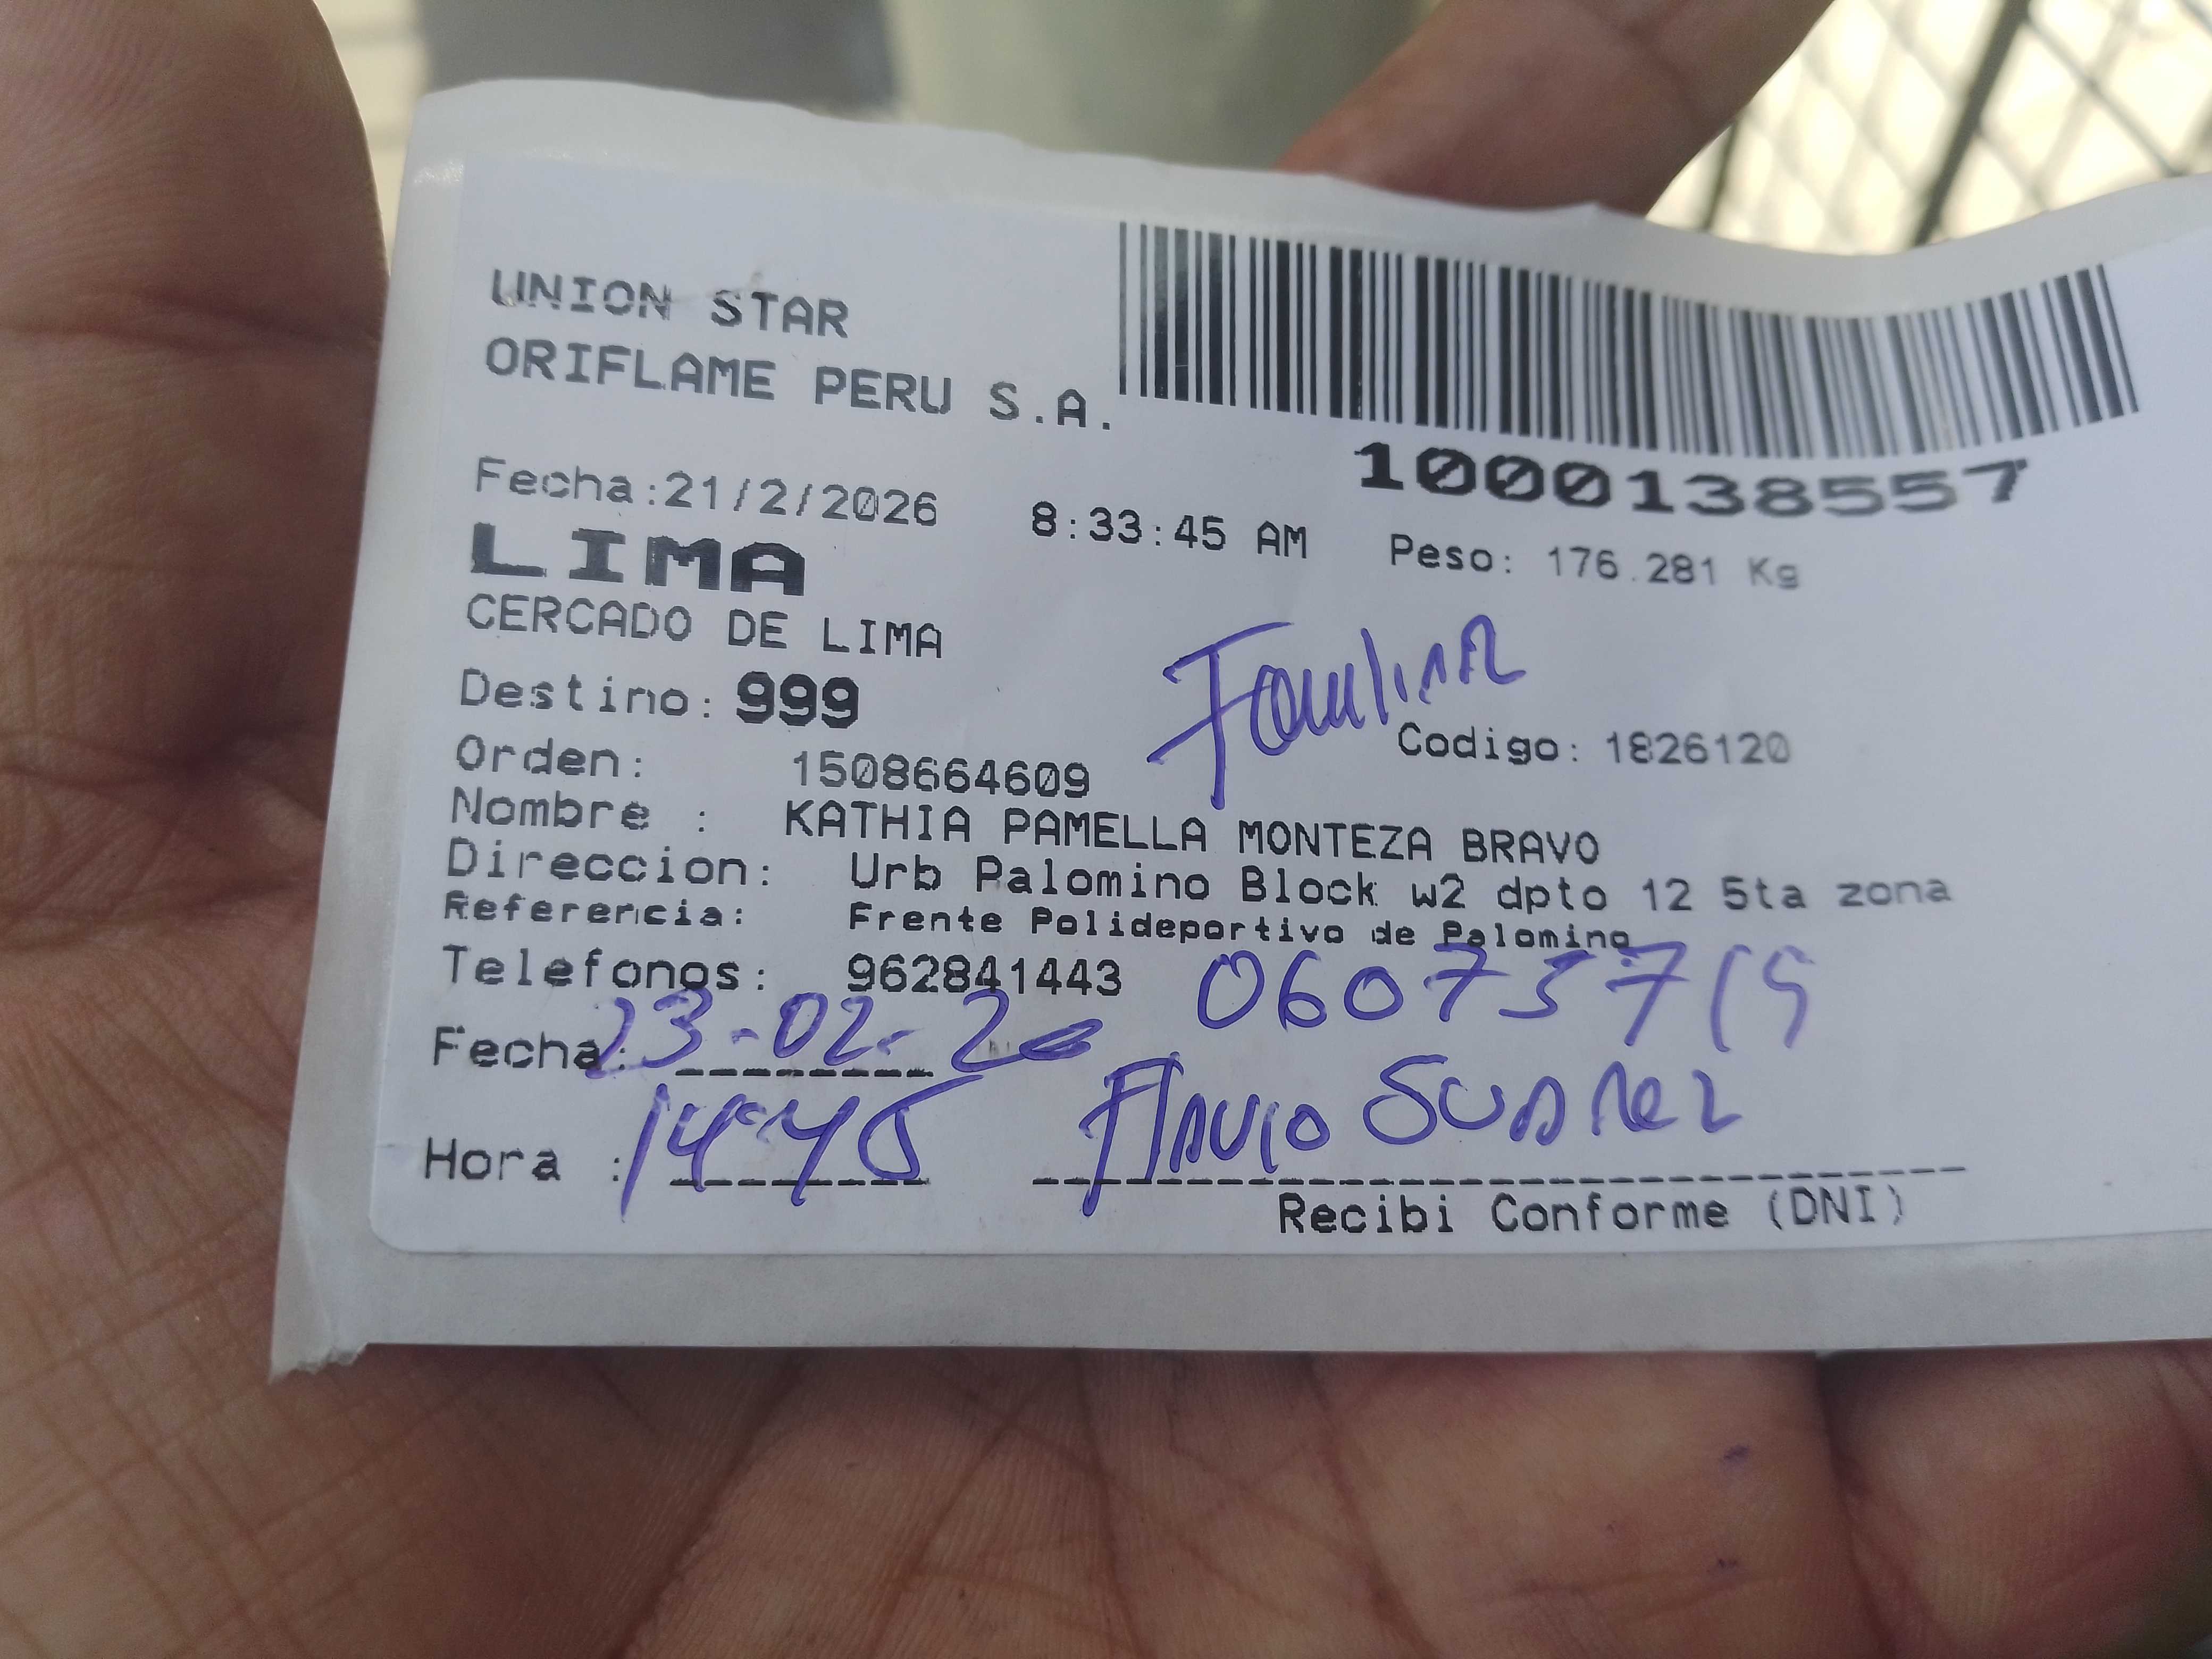 UNION STAR
ORIFLAME PERU S.A.
1000138557
Fecha:21/2/2026 8:33:45 AM Peso: 176.281 Kg
LIMA
CERCADO DE LIMA
Destino: 999
Codigo: 1826120
Orden: 1508664609
Nombre : KATHIA PAMELLA MONTEZA BRAVO
Direccion: Urb Palomino Block w2 dpto 12 5ta zona
Referencia: Frente Polideportivo de Palomino
Telefonos: 962841443
Fecha: 23-02-
Hora : 14:45 Flavio Suarez
Recibi Conforme (DNI)